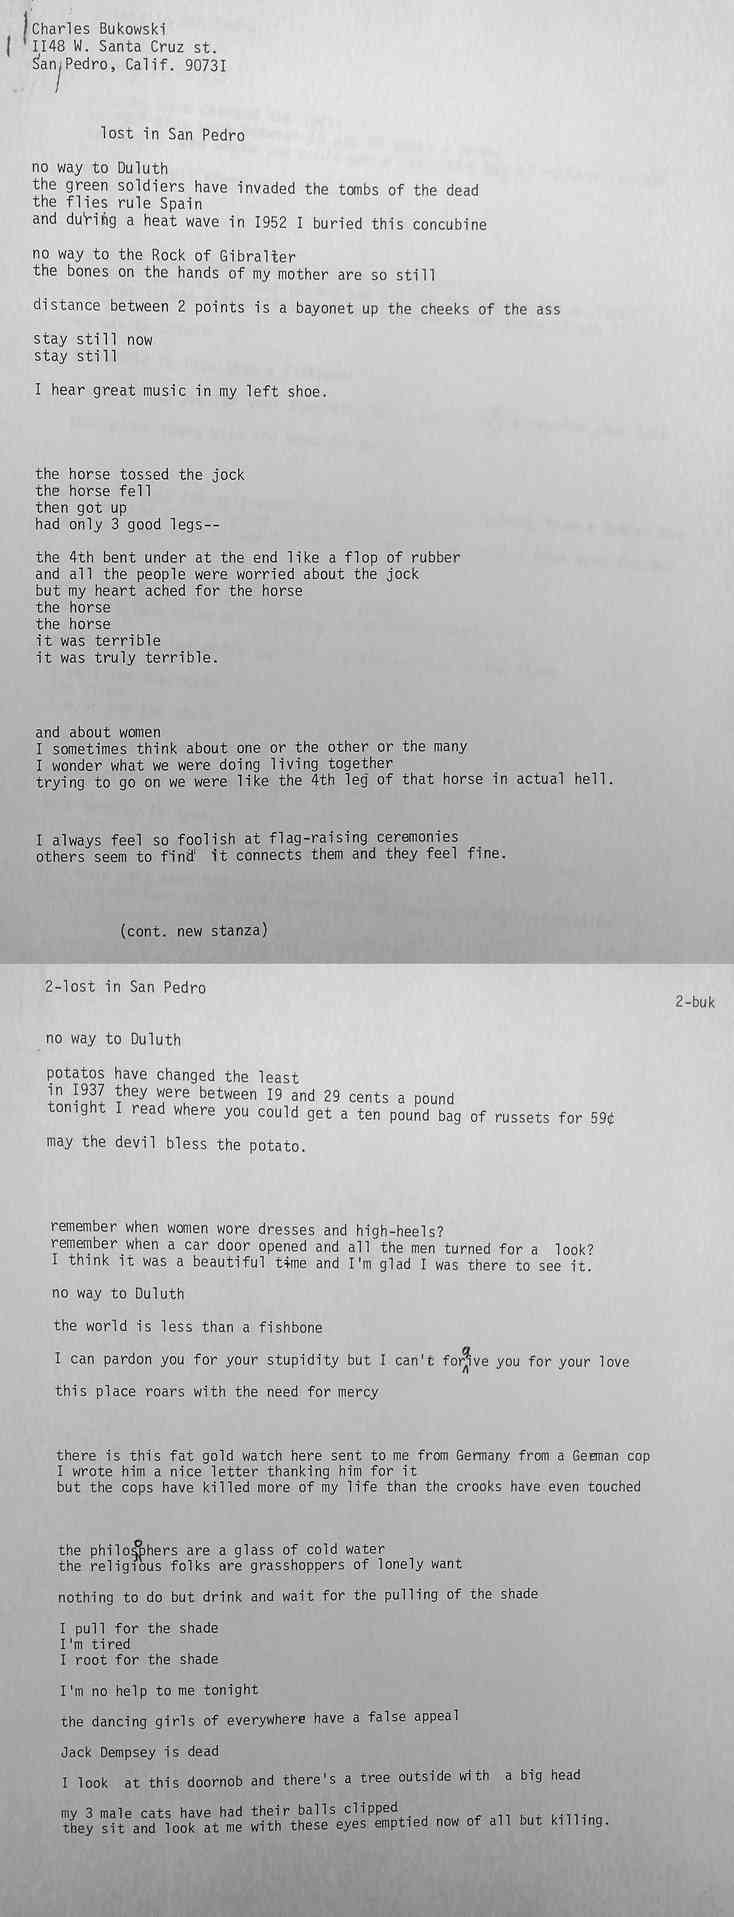 Charles Bukowski
II48 W. Santa Cruz st.
San Pedro, Calif. 9073I
lost in San Pedro
no way to Duluth
the green soldiers have invaded the tombs of the dead
the flies rule Spain
and during a heat wave in I952 I buried this concubine
no way to the Rock of Gibralter
the bones on the hands of my mother are so still
distance between 2 points is a bayonet up the cheeks of the ass
stay still now
stay still
I hear great music in my left shoe.
the horse tossed the jock
the horse fell
then got up
had only 3 good legs--
the 4th bent under at the end like a flop of rubber
and all the people were worried about the jock
but my heart ached for the horse
the horse
the horse
it was terrible
it was truly terrible.
and about women
I sometimes think about one or the other or the many
I wonder what we were doing living together
trying to go on we were like the 4th leg of that horse in actual hell.
I always feel so foolish at flag-raising ceremonies
others seem to find it connects them and they feel fine.
(cont. new stanza)
2-lost in San Pedro
2-buk
no way to Duluth
potatos have changed the least
in I937 they were between I9 and 29 cents a pound
tonight I read where you could get a ten pound bag of russets for 59¢
may the devil bless the potato.
remember when women wore dresses and high-heels?
remember when a car door opened and all the men turned for a look?
I think it was a beautiful time and I'm glad I was there to see it.
no way to Duluth
the world is less than a fishbone
I can pardon you for your stupidity but I can't forgive you for your love
this place roars with the need for mercy
there is this fat gold watch here sent to me from Germany from a German cop
I wrote him a nice letter thanking him for it
but the cops have killed more of my life than the crooks have even touched
the philosophers are a glass of cold water
the religious folks are grasshoppers of lonely want
nothing to do but drink and wait for the pulling of the shade
I pull for the shade
I'm tired
I root for the shade
I'm no help to me tonight
the dancing girls of everywhere have a false appeal
Jack Dempsey is dead
I look at this doornob and there's a tree outside with a big head
my 3 male cats have had their balls clipped
they sit and look at me with these eyes emptied now of all but killing.